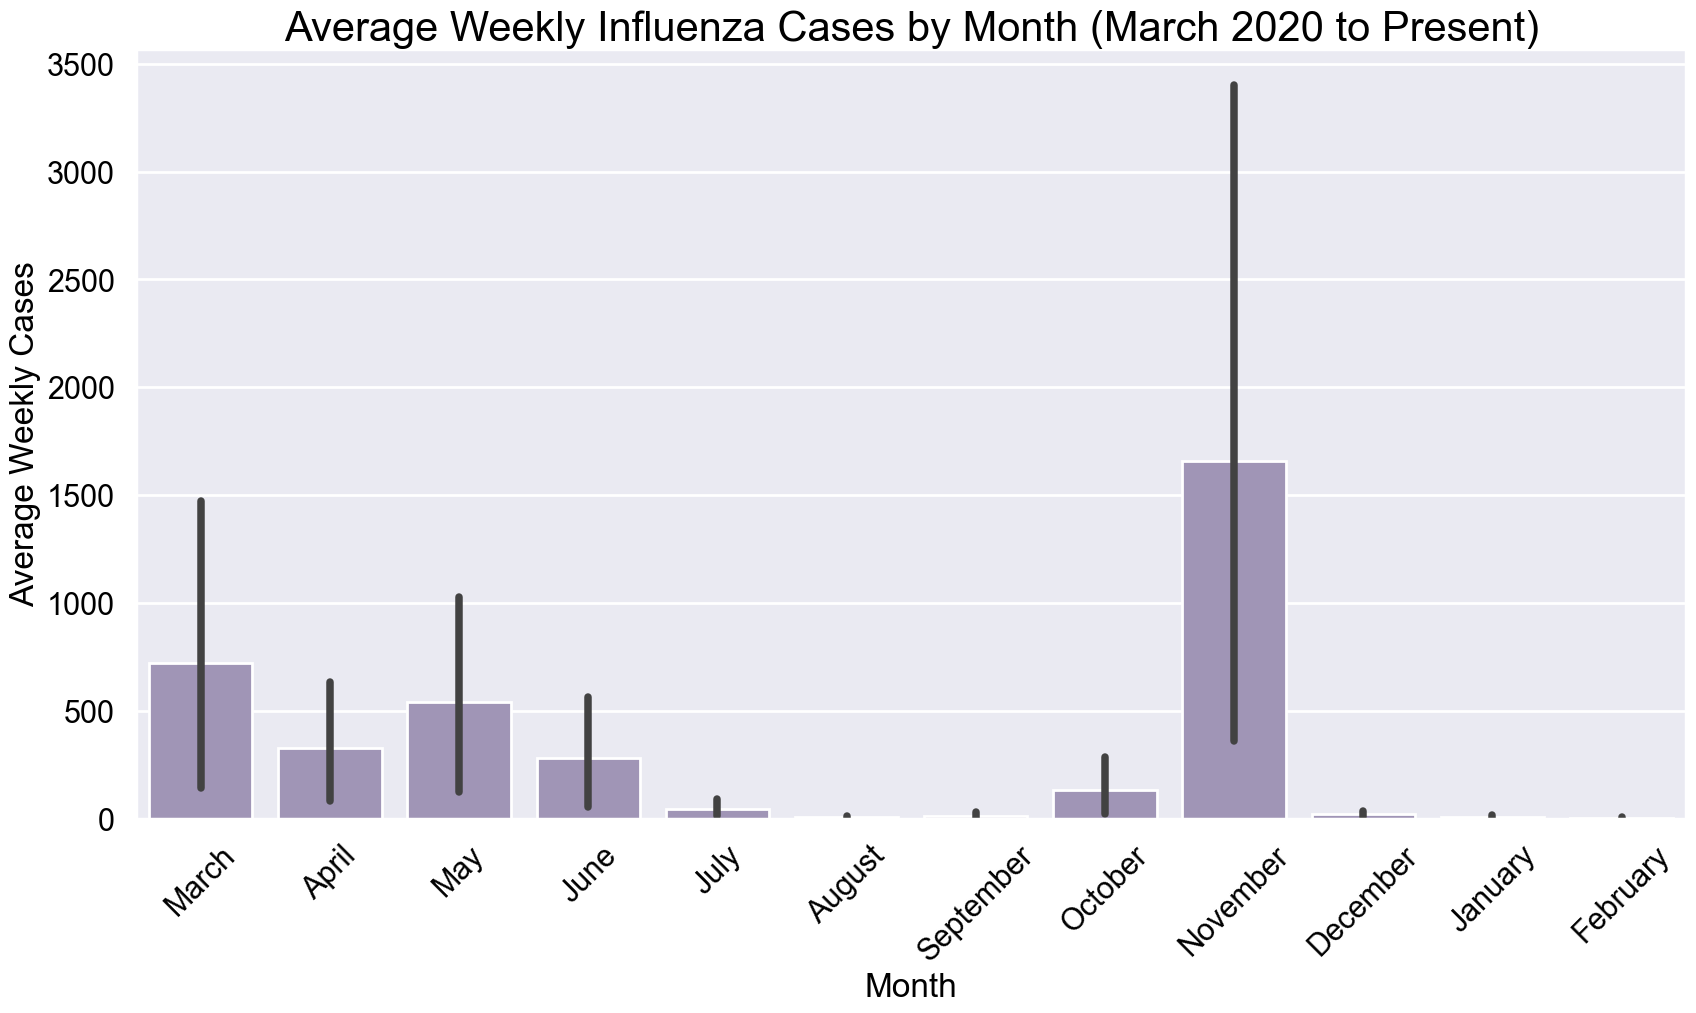 Average Weekly Influenza Cases by Month (March 2020 to Present)
3500
3000
2500
2000
1500
1000
500
0
Average Weekly Cases
March
April
May
June
July
August
September
October
November
December
January
February
Month